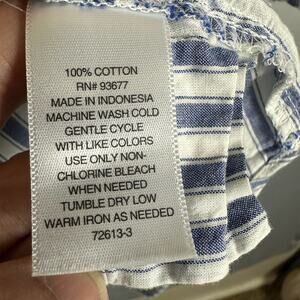 100% COTTON
RN# 93677
MADE IN INDONESIA
MACHINE WASH COLD
GENTLE CYCLE
WITH LIKE COLORS
USE ONLY NON-
CHLORINE BLEACH
WHEN NEEDED
TUMBLE DRY LOW
WARM IRON AS NEEDED
72613-3